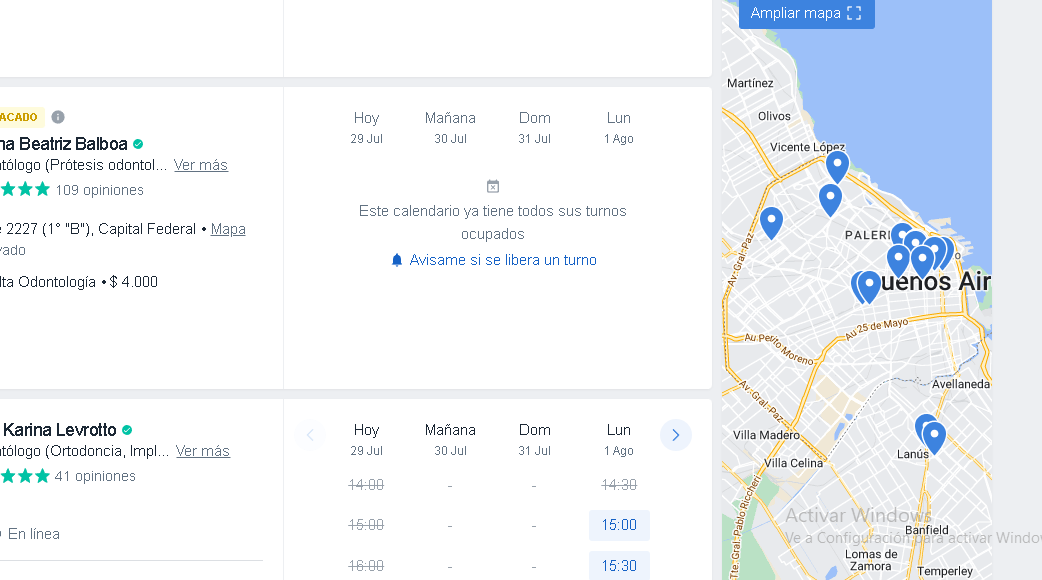 Ampliar mapa
ACADO
na Beatriz Balboa
tólogo (Prótesis odontol... Ver más
109 opiniones
2227 (1° "B"), Capital Federal • Mapa
vado
lta Odontología • $ 4.000
Hoy Mañana Dom Lun
29 Jul 30 Jul 31 Jul 1 Ago
Este calendario ya tiene todos sus turnos
ocupados
Avisame si se libera un turno
Karina Levrotto
tólogo (Ortodoncia, Impl... Ver más
41 opiniones
En línea
Hoy Mañana Dom Lun
29 Jul 30 Jul 31 Jul 1 Ago
14:00 - - 14:30
15:00 - - 15:00
16:00 - - 15:30
Martínez
Olivos
Vicente López
Av. Gral. Paz
PALER
o
uenos Air
Au 25 de Mayo
Au Perito Moreno
Av. Gral. Paz
Avellaneda
Villa Madero
Villa Celina
Lanús
Tte. Gral. Pablo Riccheri
Activar Windows
Banfield
Ve a Configuración para activar Windo
Lomas de
Zamora
Temperley